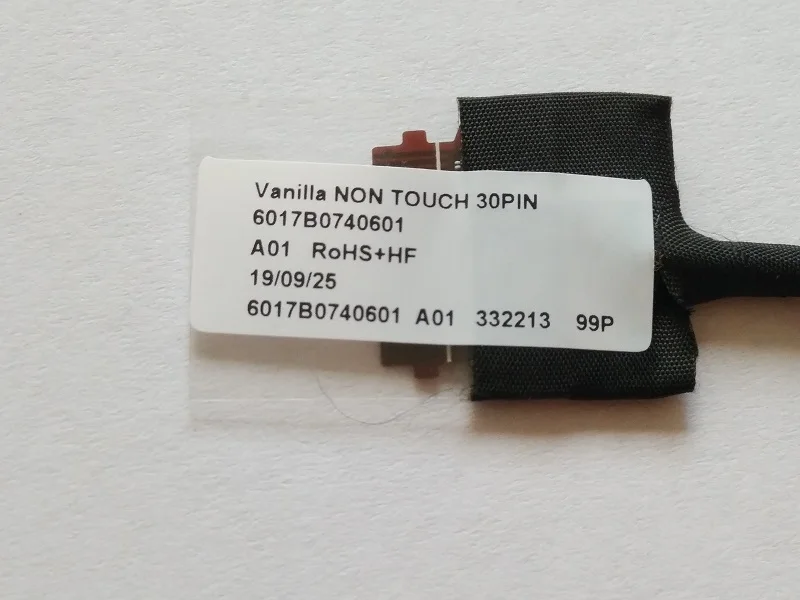 Vanilla NON TOUCH 30PIN
6017B0740601
A01 RoHS+HF
19/09/25
6017B0740601 A01 332213 99P